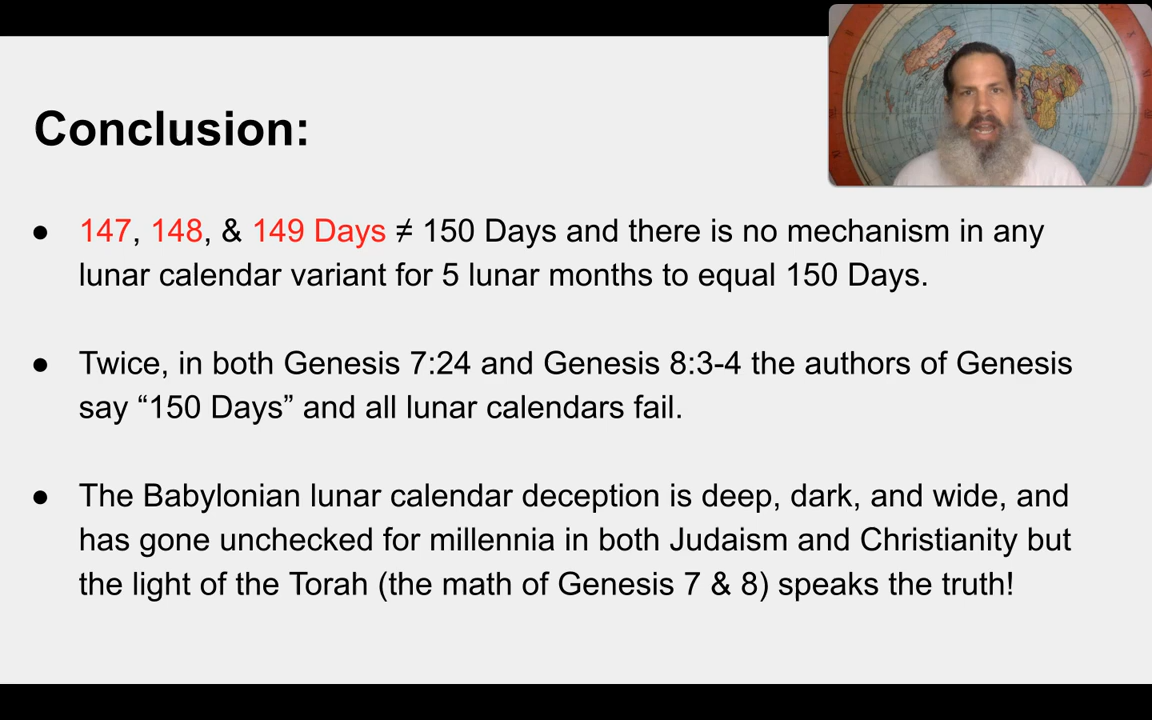 Conclusion:
● 147, 148, & 149 Days ≠ 150 Days and there is no mechanism in any
lunar calendar variant for 5 lunar months to equal 150 Days.
● Twice, in both Genesis 7:24 and Genesis 8:3-4 the authors of Genesis
say “150 Days” and all lunar calendars fail.
● The Babylonian lunar calendar deception is deep, dark, and wide, and
has gone unchecked for millennia in both Judaism and Christianity but
the light of the Torah (the math of Genesis 7 & 8) speaks the truth!